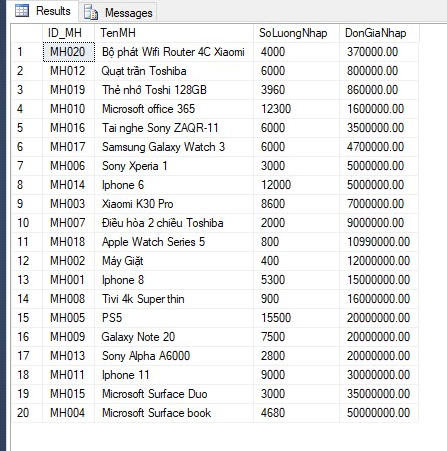 Results Messages
ID_MH TenMH SoLuongNhap DonGiaNhap
1 MH020 Bộ phát Wifi Router 4C Xiaomi 4000 370000.00
2 MH012 Quạt trần Toshiba 6000 800000.00
3 MH019 Thẻ nhớ Toshi 128GB 3960 860000.00
4 MH010 Microsoft office 365 12300 1600000.00
5 MH016 Tai nghe Sony ZAQR-11 6000 3500000.00
6 MH017 Samsung Galaxy Watch 3 6000 4700000.00
7 MH006 Sony Xperia 1 3000 5000000.00
8 MH014 Iphone 6 12000 5000000.00
9 MH003 Xiaomi K30 Pro 8600 7000000.00
10 MH007 Điều hòa 2 chiều Toshiba 2000 9000000.00
11 MH018 Apple Watch Series 5 800 10990000.00
12 MH002 Máy Giặt 400 12000000.00
13 MH001 Iphone 8 5300 15000000.00
14 MH008 Tivi 4k Super thin 900 16000000.00
15 MH005 PS5 15500 20000000.00
16 MH009 Galaxy Note 20 7500 20000000.00
17 MH013 Sony Alpha A6000 2800 20000000.00
18 MH011 Iphone 11 9000 30000000.00
19 MH015 Microsoft Surface Duo 3000 35000000.00
20 MH004 Microsoft Surface book 4680 50000000.00